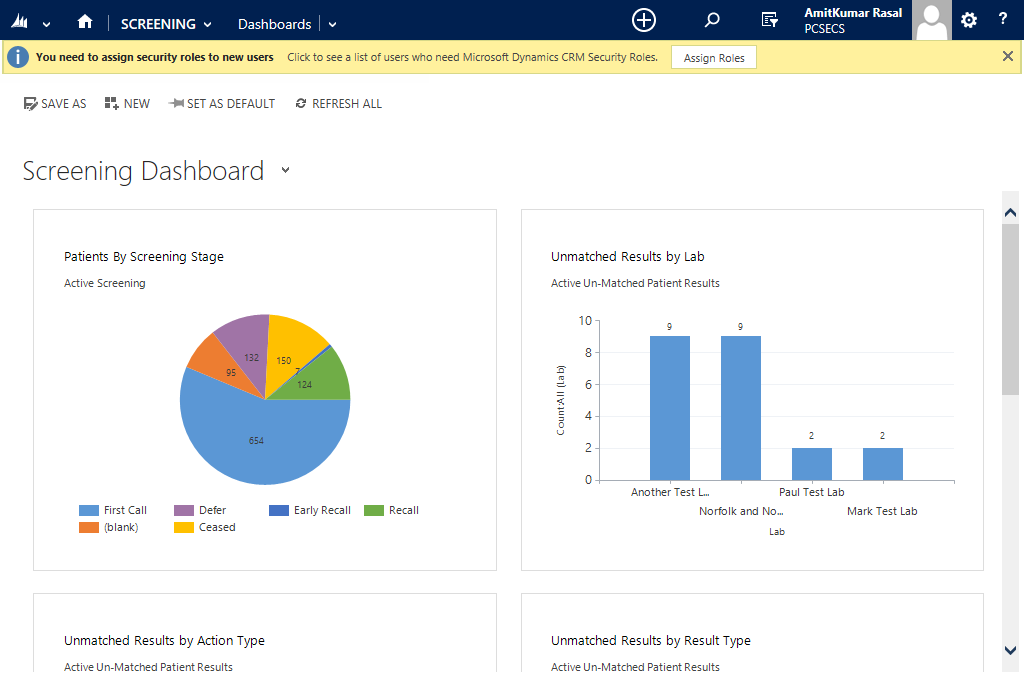 SCREENING Dashboards AmitKumar Rasal ?
PCSECS
i You need to assign security roles to new users Click to see a list of users who need Microsoft Dynamics CRM Security Roles. Assign Roles
SAVE AS NEW SET AS DEFAULT REFRESH ALL
Screening Dashboard
Patients By Screening Stage
Active Screening
132
150
7
95
124
654
First Call Defer Early Recall Recall
(blank) Ceased
Unmatched Results by Lab
Active Un-Matched Patient Results
Count:All (Lab)
10
8
6
4
2
0
9 9 2 2
Another Test L... Paul Test Lab
Norfolk and No... Mark Test Lab
Lab
Unmatched Results by Action Type
Active Un-Matched Patient Results
Unmatched Results by Result Type
Active Un-Matched Patient Results